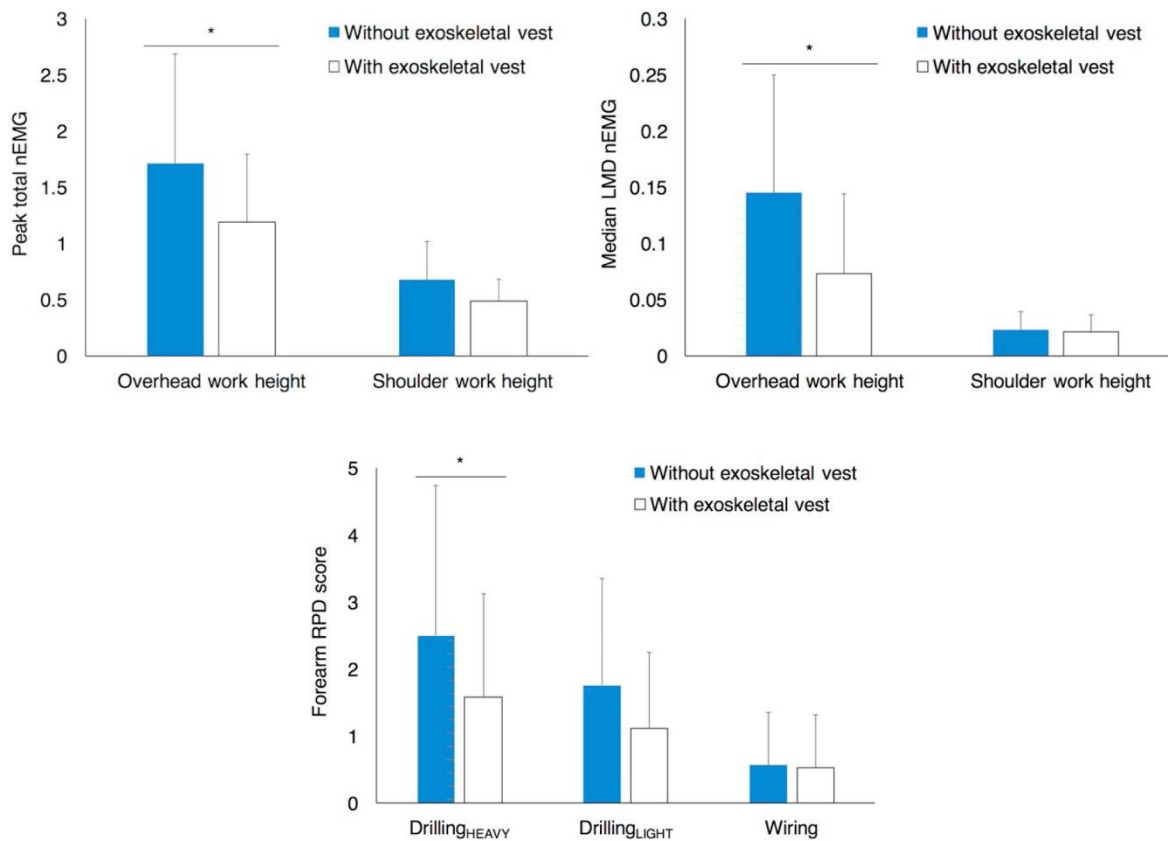 3
2.5
2
1.5
1
0.5
0
Peak total nEMG
*
Without exoskeletal vest
With exoskeletal vest
Overhead work height
Shoulder work height
0.3
0.25
0.2
0.15
0.1
0.05
0
Median LMD nEMG
*
Without exoskeletal vest
With exoskeletal vest
Overhead work height
Shoulder work height
5
4
3
2
1
0
Forearm RPD score
*
Without exoskeletal vest
With exoskeletal vest
DrillingHEAVY
DrillingLIGHT
Wiring